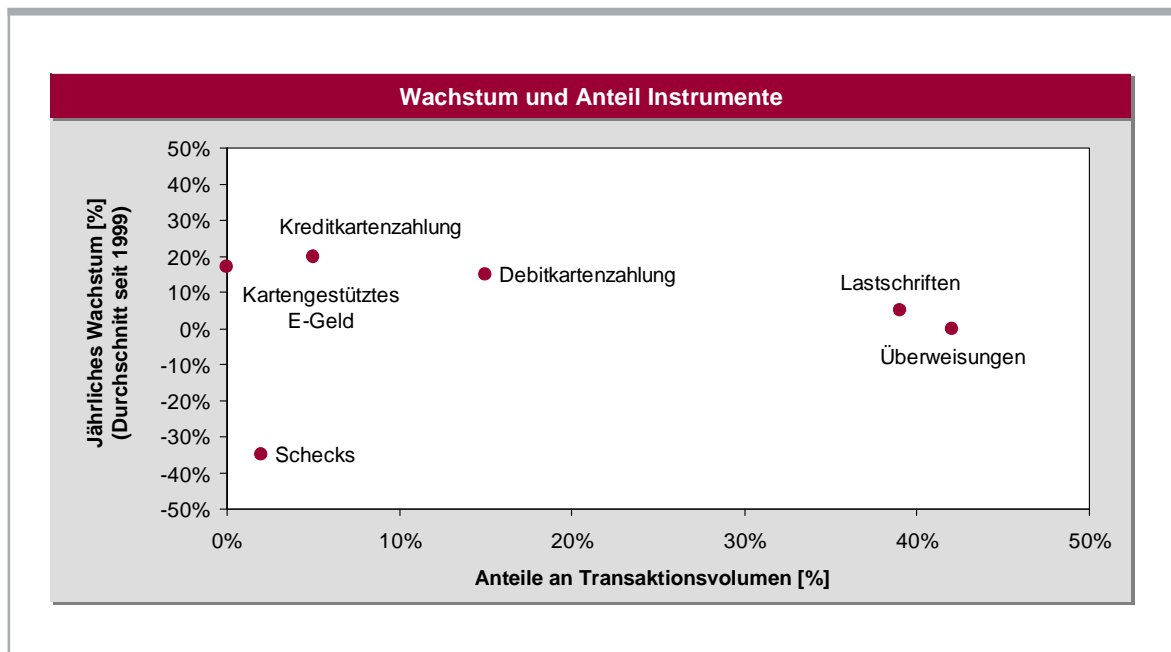 Wachstum und Anteil Instrumente
Jährliches Wachstum [%]
(Durchschnitt seit 1999)
50%
40%
30%
20%
10%
0%
-10%
-20%
-30%
-40%
-50%
Kreditkartenzahlung
Kartengestütztes
E-Geld
Debitkartenzahlung
Lastschriften
Überweisungen
Schecks
0%
10%
20%
30%
40%
50%
Anteile an Transaktionsvolumen [%]